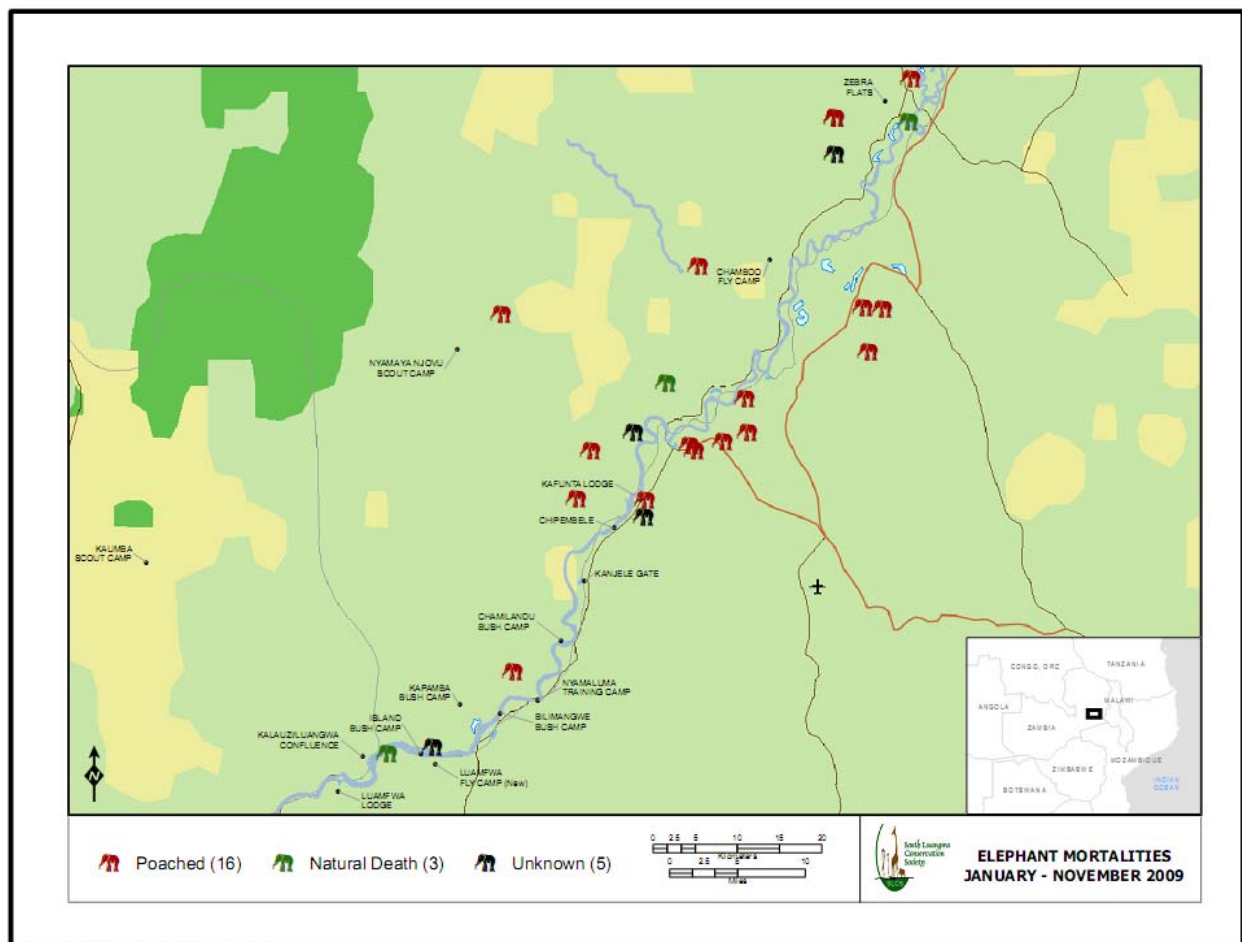 ZEBRA
FLATS
CHAMBOO
FLY CAMP
NYAMAYA NJOVU
SCOUT CAMP
KAFUNTA LODGE
CHIPEMBELE
KAUMBA
SCOUT CAMP
KANJELE GATE
CHAMILANDU
BUSH CAMP
NYAMALUMA
TRAINING CAMP
KAPAMBA
BUSH CAMP
ISLAND
BUSH CAMP
BILIMANGWE
BUSH CAMP
KALAUZILUANGWA
CONFLUENCE
LUAMFWA
FLY CAMP (New)
LUAMFWA
LODGE
N
CONGO, DRC
TANZANIA
ANGOLA
MALAWI
ZAMBIA
MOZAMBIQUE
ZIMBABWE
BOTSWANA
INDIAN
OCEAN
Poached (16)
Natural Death (3)
Unknown (5)
0 2.5 5 10 15 20
Kilometers
0 2.5 5 10
Miles
South Luangwa
Conservation
Society
SLCS
ELEPHANT MORTALITIES
JANUARY - NOVEMBER 2009